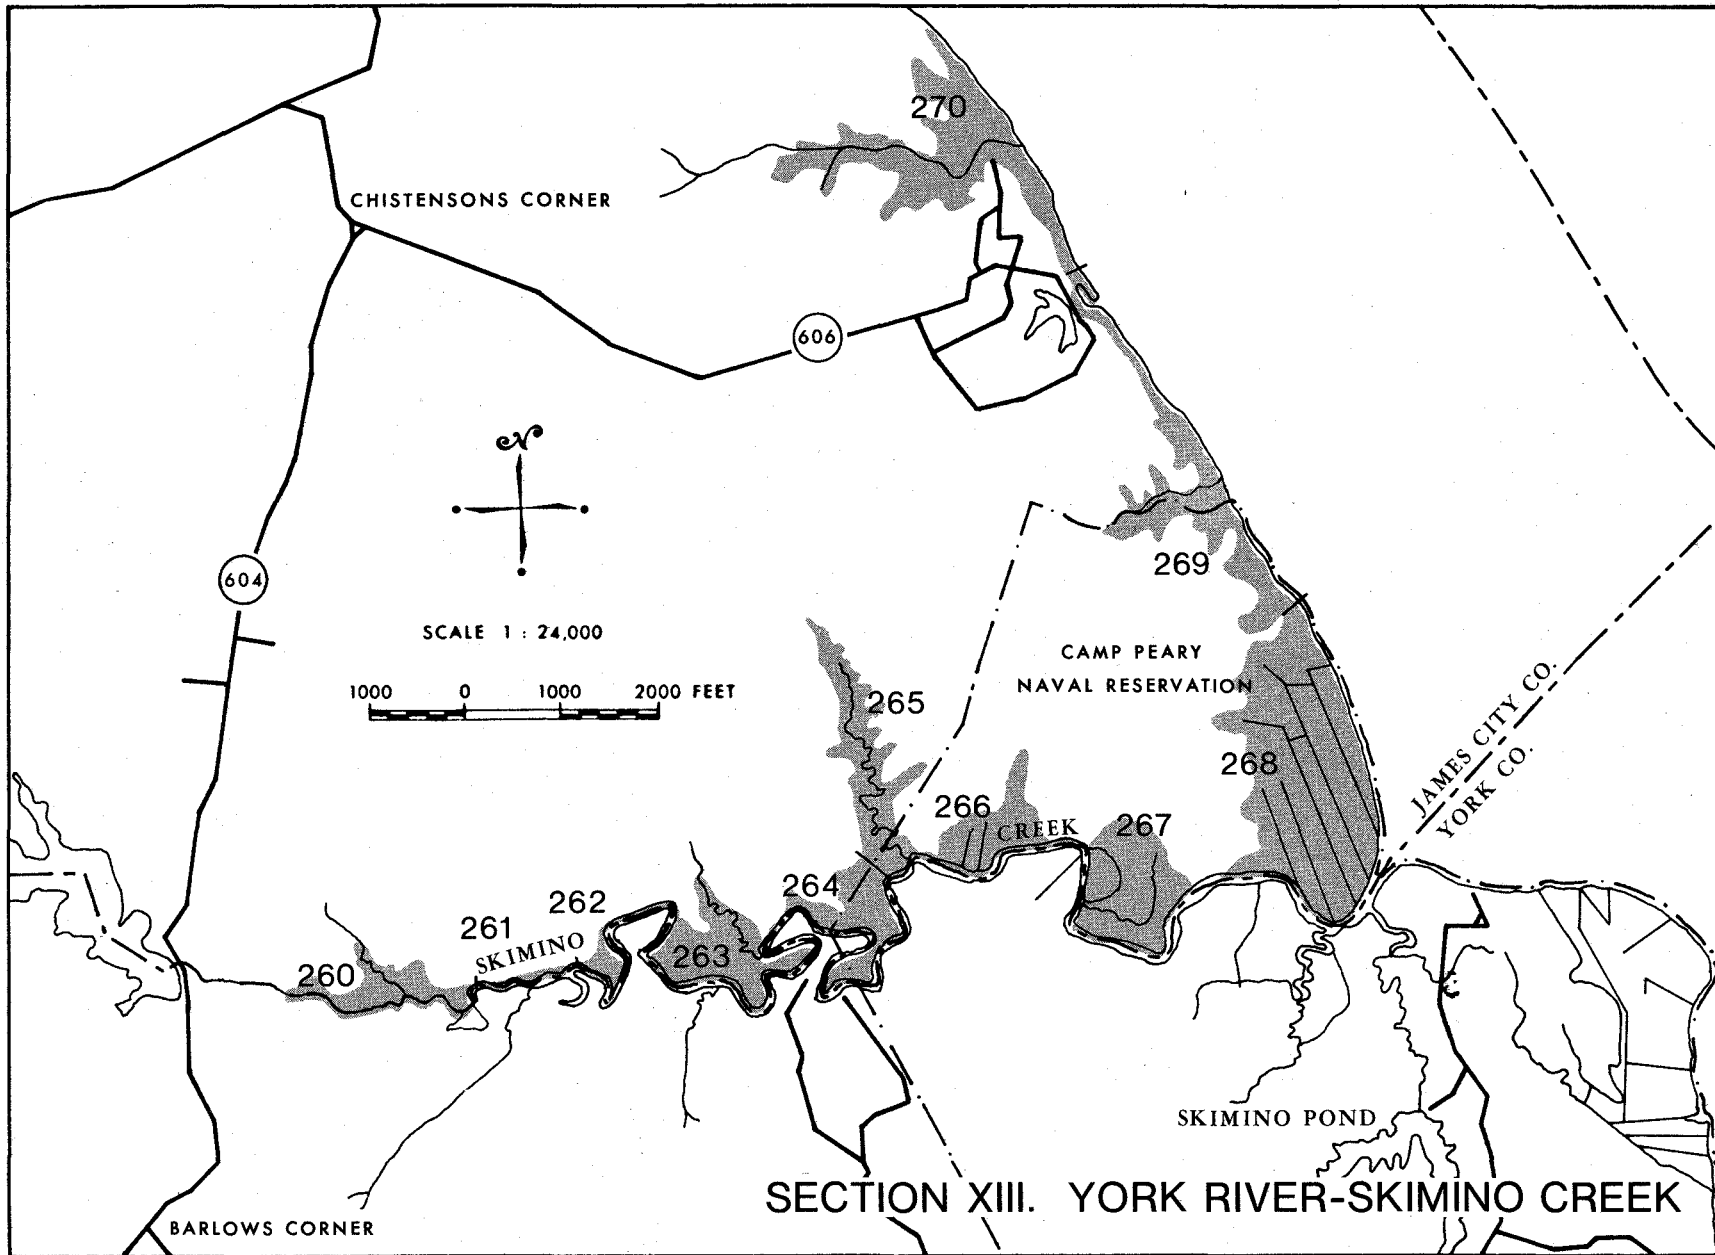 270
CHISTENSONS CORNER
606
N
604
269
SCALE 1 : 24,000
CAMP PEARY
NAVAL RESERVATION
1000 0 1000 2000 FEET
265
JAMES CITY CO.
YORK CO.
268
266
CREEK
267
264
262
261
SKIMINO
263
260
SKIMINO POND
SECTION XIII. YORK RIVER-SKIMINO CREEK
BARLOWS CORNER